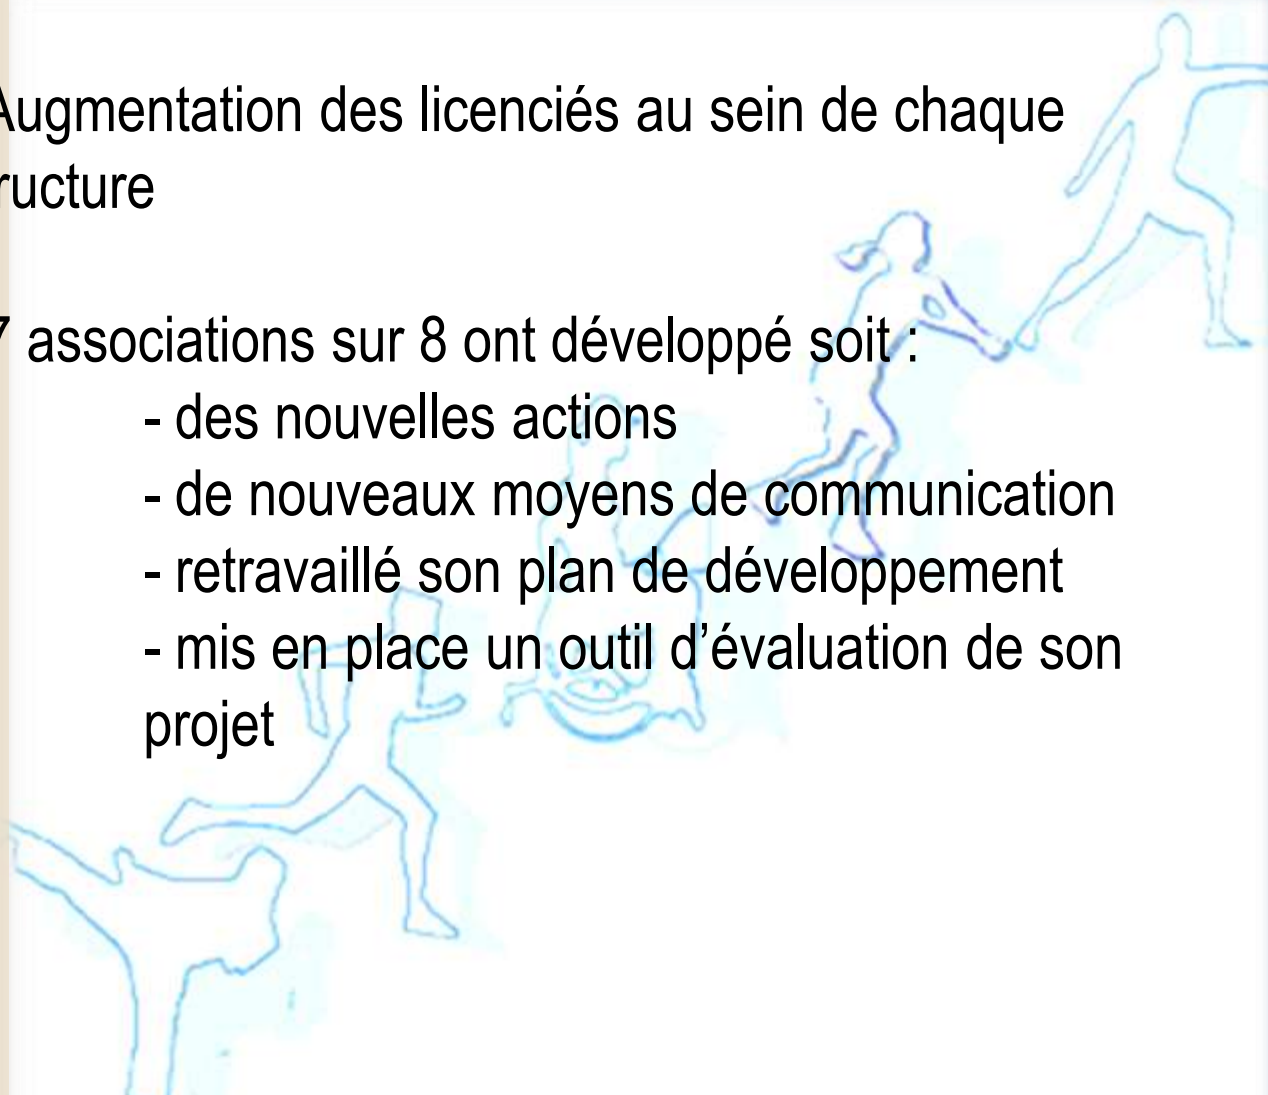 Augmentation des licenciés au sein de chaque
ructure
7 associations sur 8 ont développé soit :
- des nouvelles actions
- de nouveaux moyens de communication
- retravaillé son plan de développement
- mis en place un outil d’évaluation de son
projet